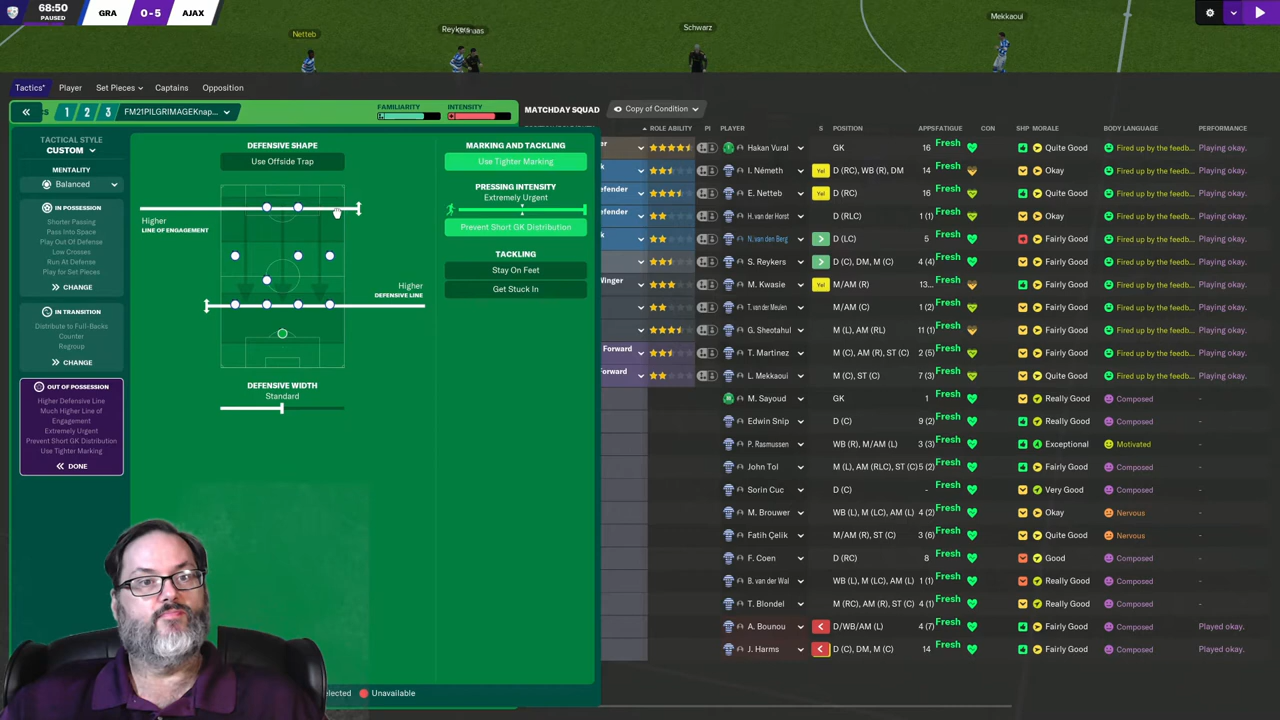 68:50
PAUSED
GRA 0 - 5 AJAX
Netteb
Schwarz
Mekkaoui
Tactics* Player Set Pieces Captains Opposition
1 2 3 FM21PILGRIMAGEKnap...
FAMILIARITY INTENSITY
MATCHDAY SQUAD Copy of Condition
TACTICAL STYLE
CUSTOM
MENTALITY
Balanced
IN POSSESSION
Shorter Passing
Pass Into Space
Play Out Of Defense
Low Crosses
Run At Defense
Play for Set Pieces
CHANGE
IN TRANSITION
Distribute to Full-Backs
Counter
Regroup
CHANGE
OUT OF POSSESSION
Higher Defensive Line
Much Higher Line of
Engagement
Extremely Urgent
Prevent Short GK Distribution
Use Tighter Marking
DONE
DEFENSIVE SHAPE
Use Offside Trap
Higher
LINE OF ENGAGEMENT
Higher
DEFENSIVE LINE
DEFENSIVE WIDTH
Standard
MARKING AND TACKLING
Use Tighter Marking
PRESSING INTENSITY
Extremely Urgent
Prevent Short GK Distribution
TACKLING
Stay On Feet
Get Stuck In
ROLE ABILITY PI PLAYER S POSITION APPS FATIGUE CON SHP MORALE BODY LANGUAGE PERFORMANCE
Hakan Vural GK 16 Fresh Quite Good Fired up by the feedb... Playing okay.
I. Németh Yel D (RC), WB (R), DM 14 Fresh Okay Fired up by the feedb... Playing okay.
E. Netteb Yel D (RC) 16 Fresh Quite Good Fired up by the feedb... Playing okay.
H. van der Horst D (C), DM 1 (1) Fresh Okay Fired up by the feedb... Playing okay.
N. van den Berg D (LC) 5 Fresh Fairly Good Fired up by the feedb... Playing okay.
S. Reykers D (C), DM, M (C) 4 (4) Fresh Fairly Good Fired up by the feedb... Playing okay.
M. Kwasie Yel M/AM (R) 13... Fresh Quite Good Fired up by the feedb... Playing okay.
T. van der Meulen M/AM (C) 1 (2) Fresh Fairly Good Fired up by the feedb... Playing okay.
G. Sheotahul M (L), AM (RL) 11 (1) Fresh Fairly Good Fired up by the feedb... Playing okay.
T. Martinez M (C), AM (R), ST (C) 2 (5) Fresh Fairly Good Fired up by the feedb... Playing okay.
L. Mekkaoui M (C), ST (C) 7 (3) Fresh Quite Good Fired up by the feedb... Playing okay.
M. Sayoud GK 1 Fresh Really Good Composed -
Edwin Snip D (C) 9 (2) Fresh Really Good Composed -
P. Rasmussen WB (R), M/AM (L) 3 (3) Fresh Exceptional Motivated -
John Tol M (L), AM (RLC), ST (C) 5 (2) Fresh Fairly Good Composed -
Sorin Cuc D (C) - Fresh Very Good Composed -
M. Brouwer WB (L), M (LC), AM (L) 4 (2) Fresh Okay Nervous -
Fatih Çelik M/AM (R), ST (C) 3 (6) Fresh Quite Good Nervous -
F. Coen D (RC) 8 Fresh Good Composed -
B. van der Wal WB (L), M (LC), AM (L) 1 (1) Fresh Really Good Composed -
T. Blondel M (RC), AM (R), ST (C) 4 (1) Fresh Really Good Composed -
A. Bounou D/WB/AM (L) 4 (7) Fresh Fairly Good Composed Played okay.
J. Harms D (C), DM, M (C) 14 Fresh Fairly Good Composed Played okay.
Unavailable